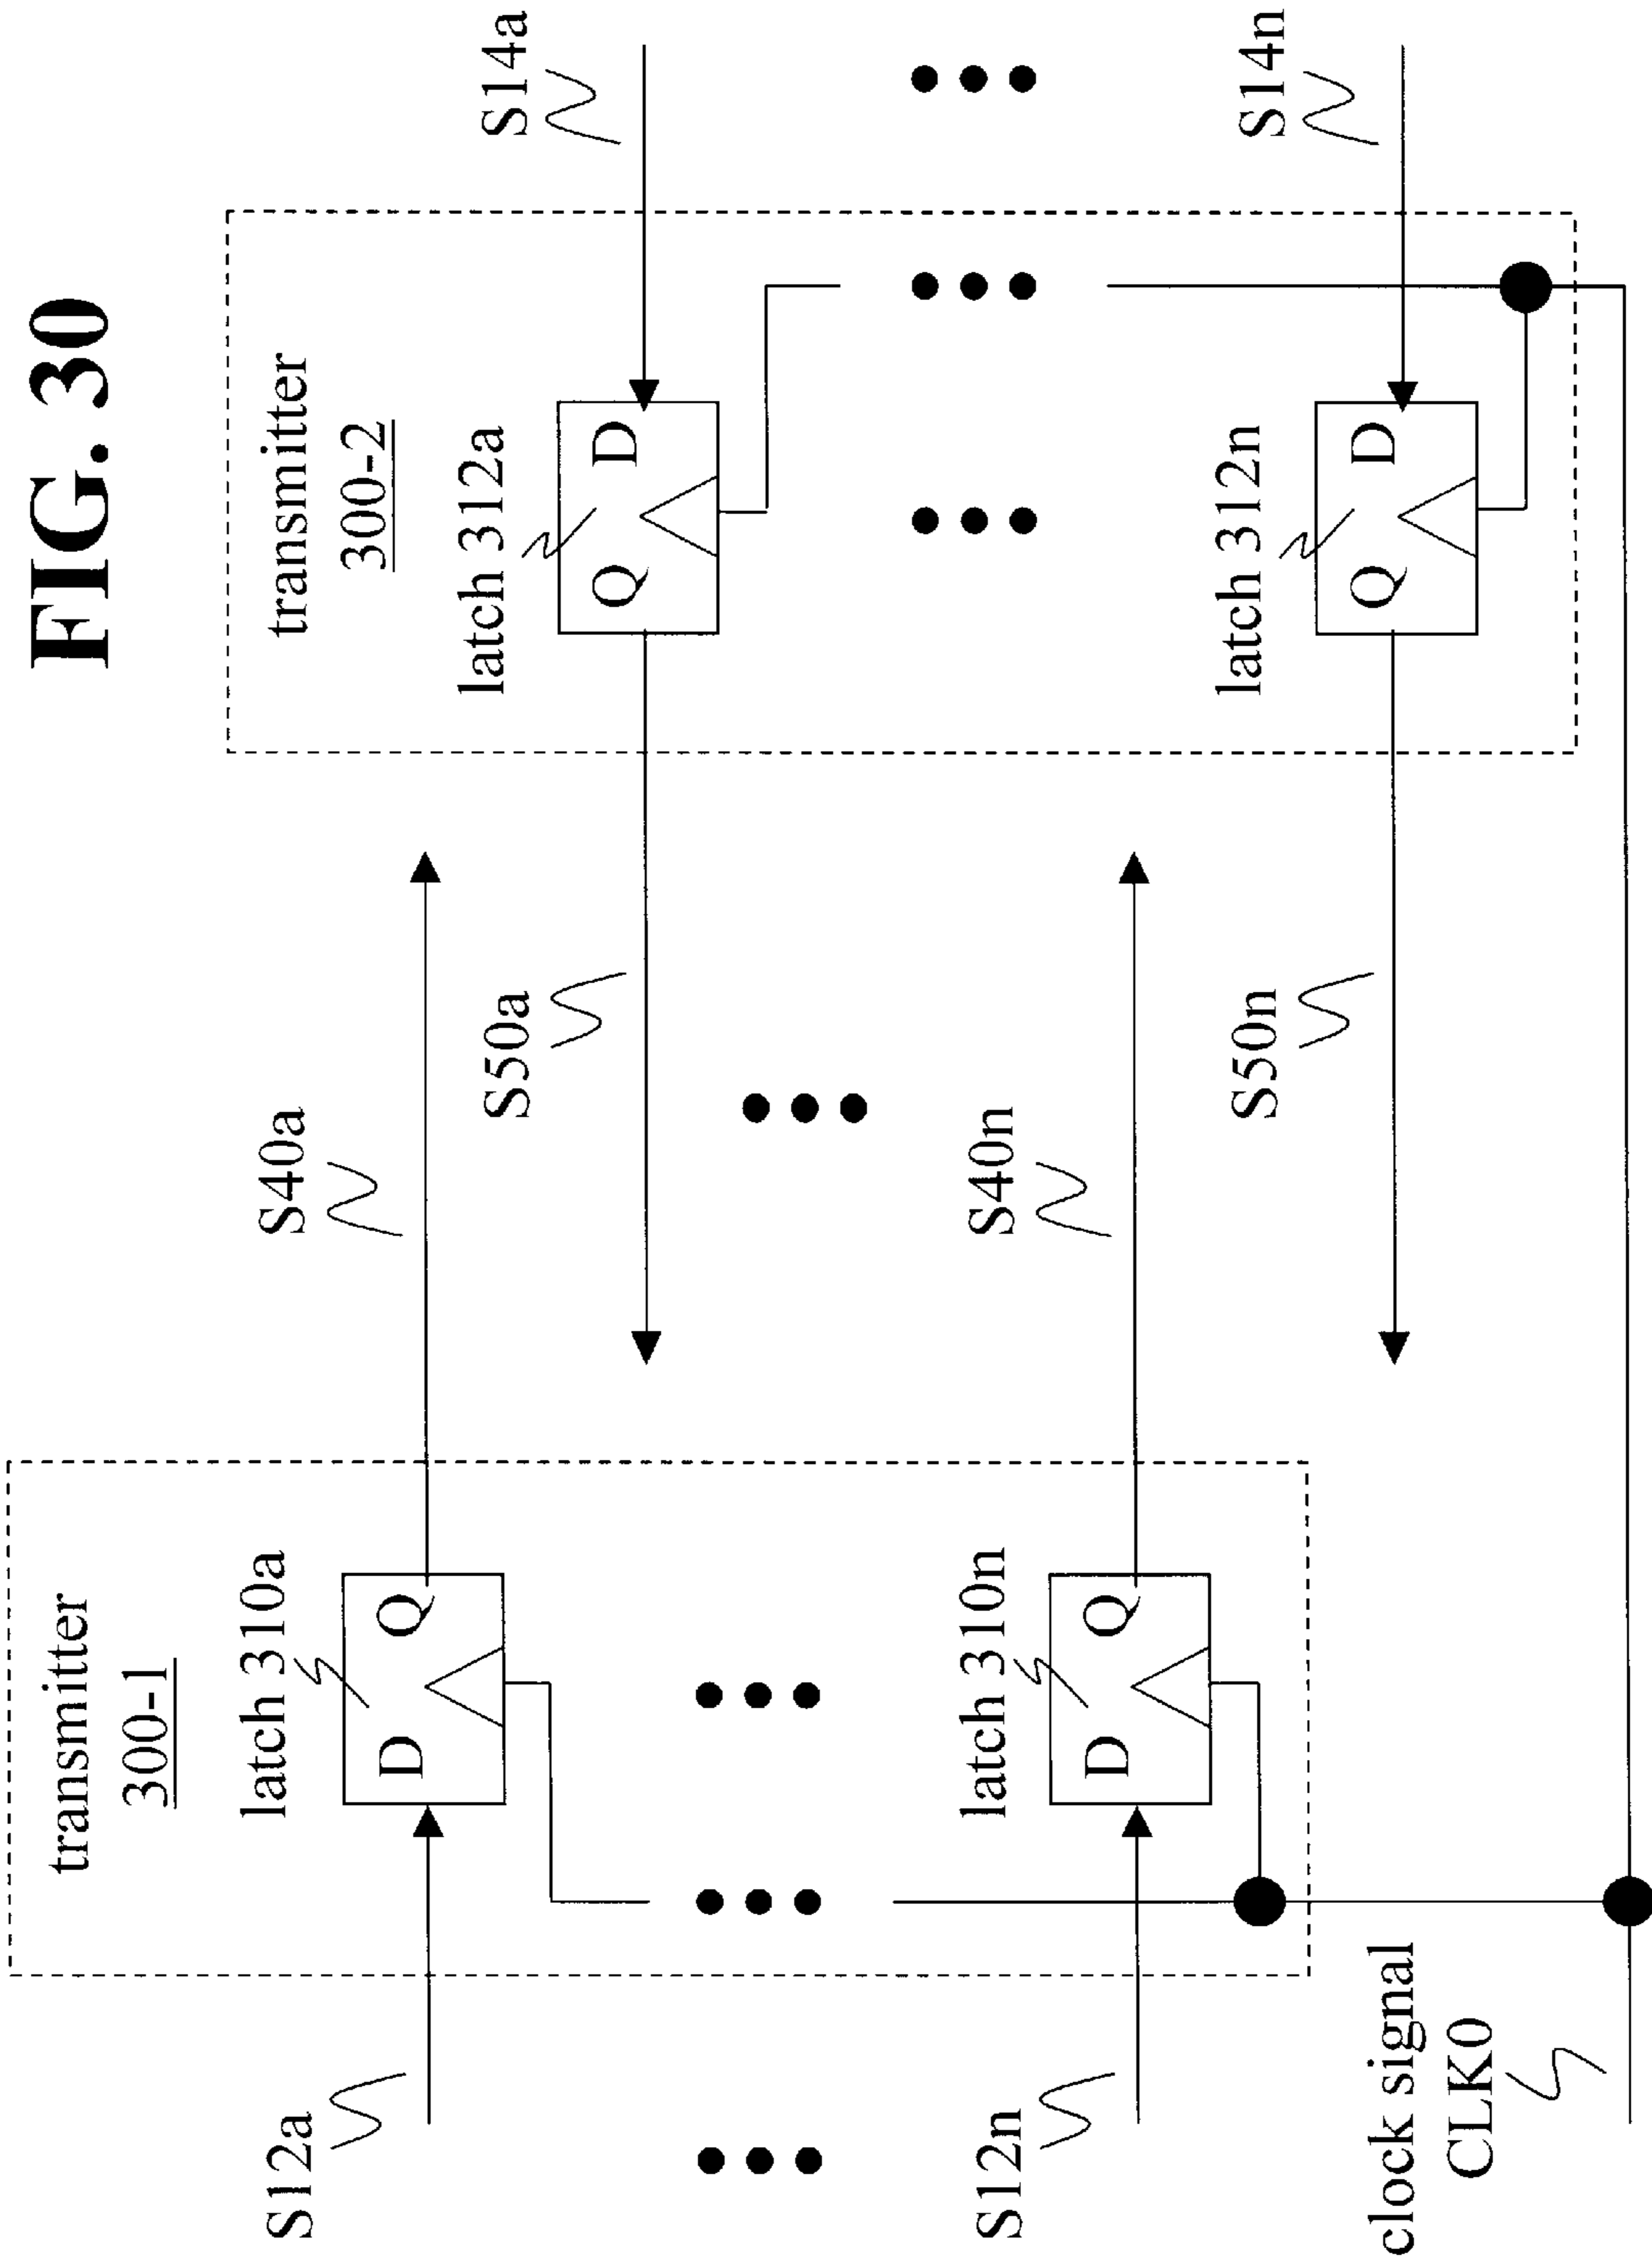 FIG. 30
transmitter
300-1
transmitter
300-2
latch 310a
D
Q
S12a
S40a
latch 312a
Q
D
S50a
S14a
latch 310n
D
Q
S12n
S40n
latch 312n
Q
D
S50n
S14n
clock signal
CLK0